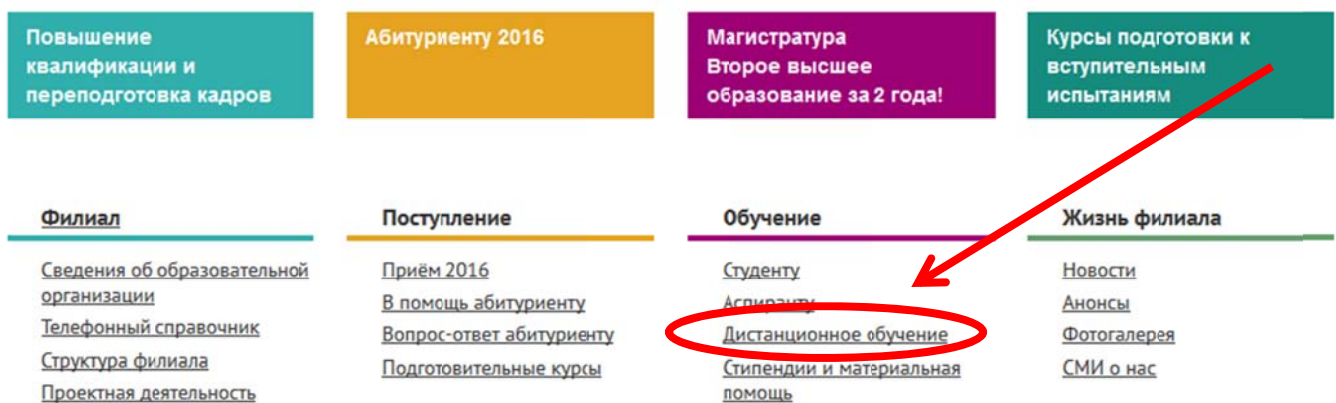 Повышение
квалификации и
переподготовка кадров
Абитуриенту 2016
Магистратура
Второе высшее
образование за 2 года!
Курсы подготовки к
вступительным
испытаниям
Филиал
Сведения об образовательной
организации
Телефонный справочник
Структура филиала
Проектная деятельность
Поступление
Приём 2016
В помощь абитуриенту
Вопрос-ответ абитуриенту
Подготовительные курсы
Обучение
Студенту
Аспиранту
Дистанционное обучение
Стипендии и материальная
помощь
Жизнь филиала
Новости
Анонсы
Фотогалерея
СМИ о нас